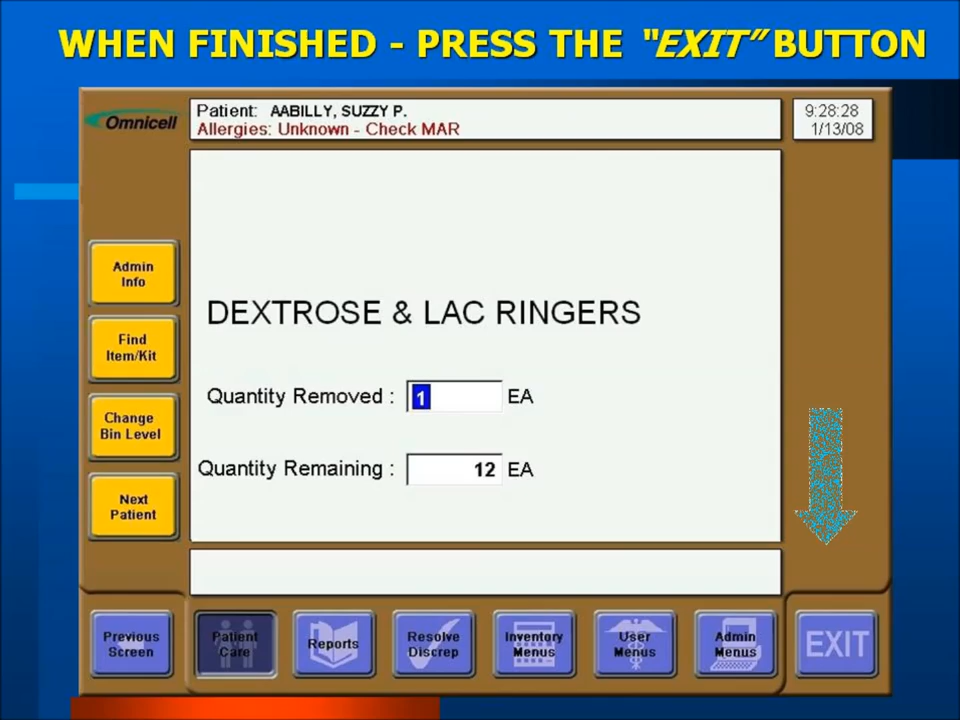 WHEN FINISHED - PRESS THE "EXIT" BUTTON
Omnicell
Patient: AABILLY, SUZZY P.
Allergies: Unknown - Check MAR
9:28:28
1/13/08
Admin
Info
Find
Item/Kit
Change
Bin Level
Next
Patient
DEXTROSE & LAC RINGERS
Quantity Removed : 1 EA
Quantity Remaining : 12 EA
Previous
Screen
Patient
Care
Reports
Resolve
Discrep
Inventory
Menus
User
Menus
Admin
Menus
EXIT